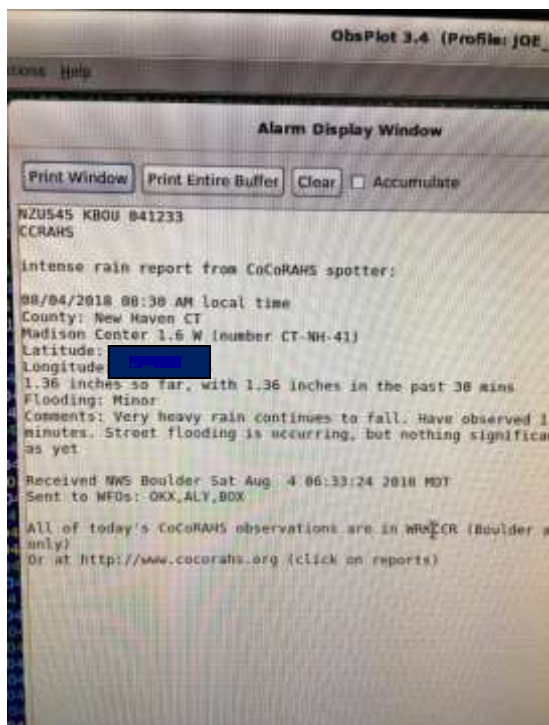 ObsPlot 3.4 (Profile: JOE_
Help
Alarm Display Window
Print Window Print Entire Buffer Clear Accumulate
NZUS45 KBOU 041233
CCRAHS
intense rain report from CoCoRAHS spotter:
08/04/2018 08:30 AM local time
County: New Haven CT
Madison Center 1.6 W (number CT-NH-41)
Latitude:
Longitude
1.36 inches so far, with 1.36 inches in the past 30 mins
Flooding: Minor
Comments: Very heavy rain continues to fall. Have observed 1
minutes. Street flooding is occurring, but nothing significa
as yet
Received NWS Boulder Sat Aug 4 06:33:24 2018 MDT
Sent to WFOs: OKX,ALY,BOX
All of today's CoCoRAHS observations are in (Boulder a
only)
Or at http://www.cocorahs.org (click on reports)